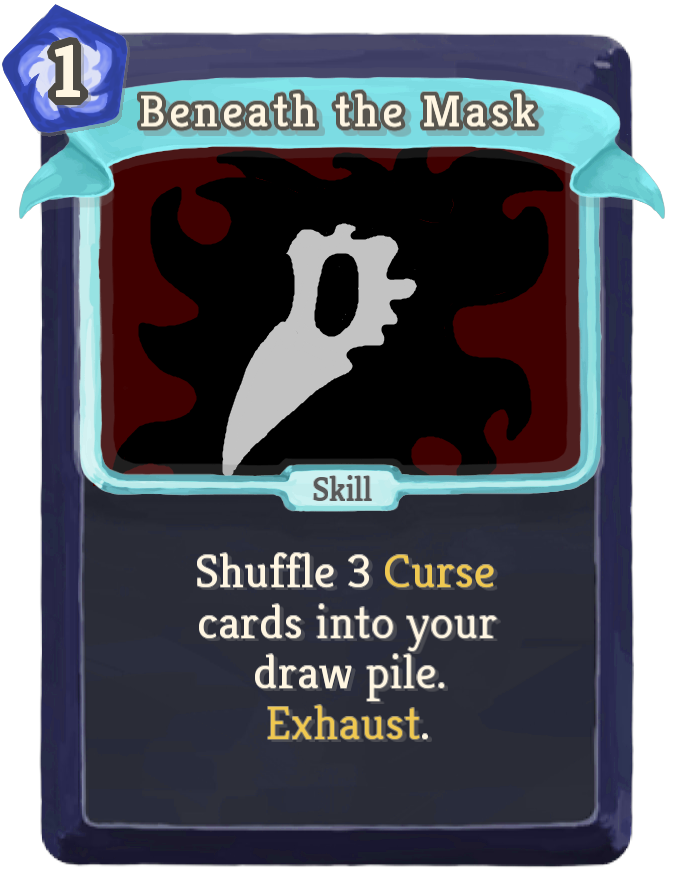 1
Beneath the Mask
Skill
Shuffle 3 Curse
cards into your
draw pile.
Exhaust.